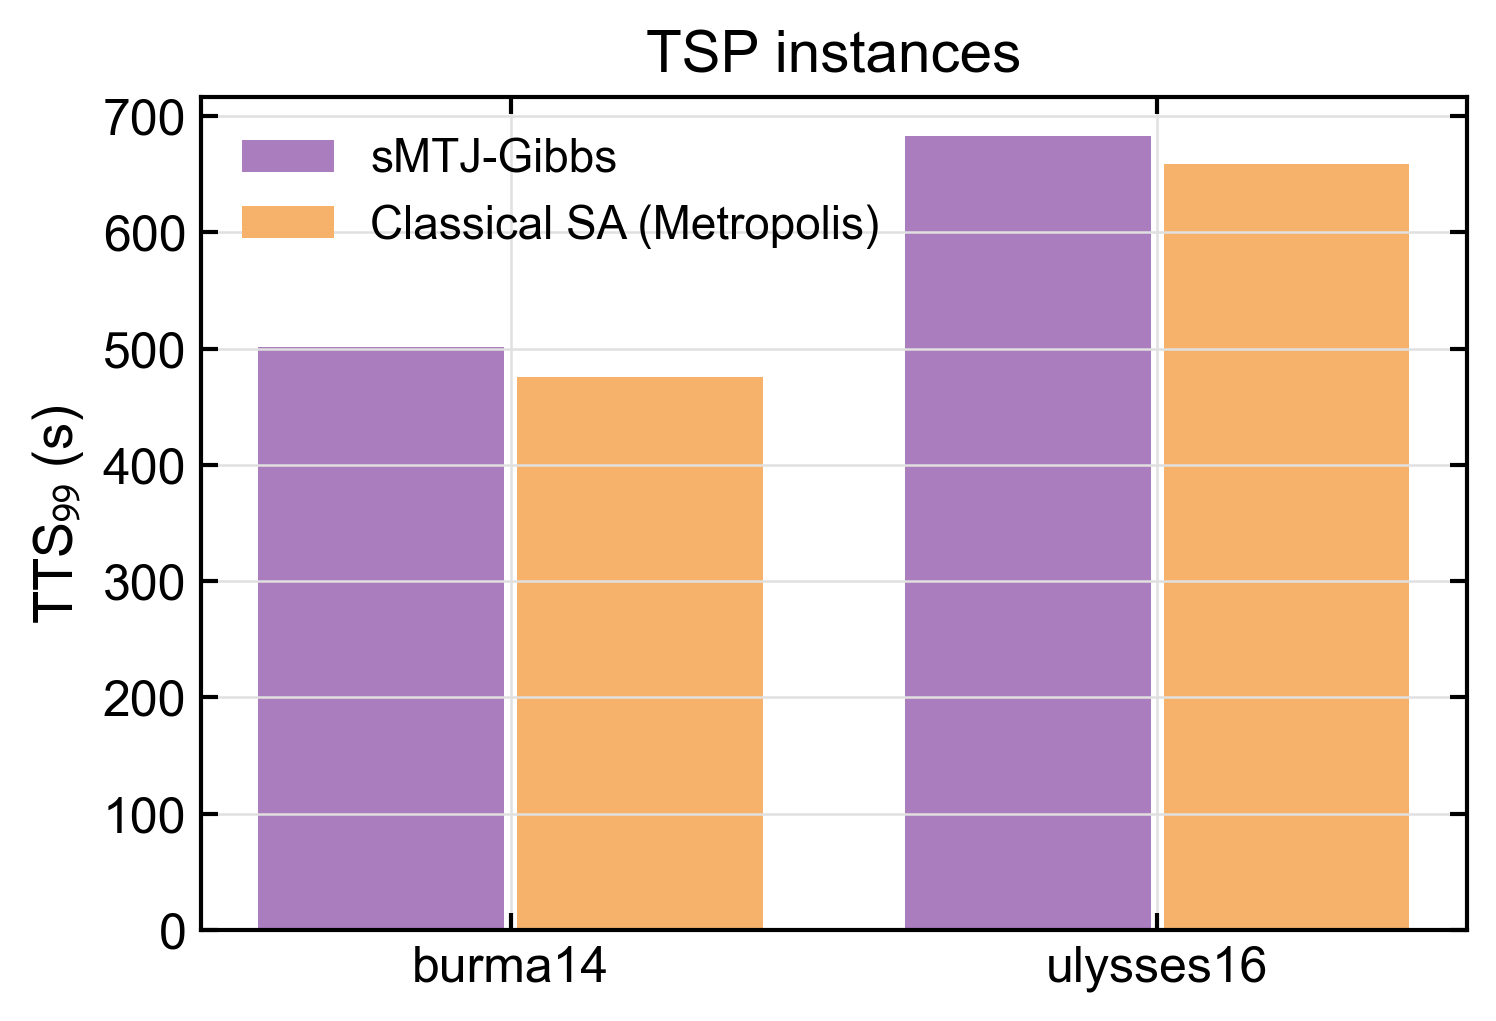 TSP instances
700
600
500
400
300
200
100
0
TTS₉₉ (s)
sMTJ-Gibbs
Classical SA (Metropolis)
burma14
ulysses16